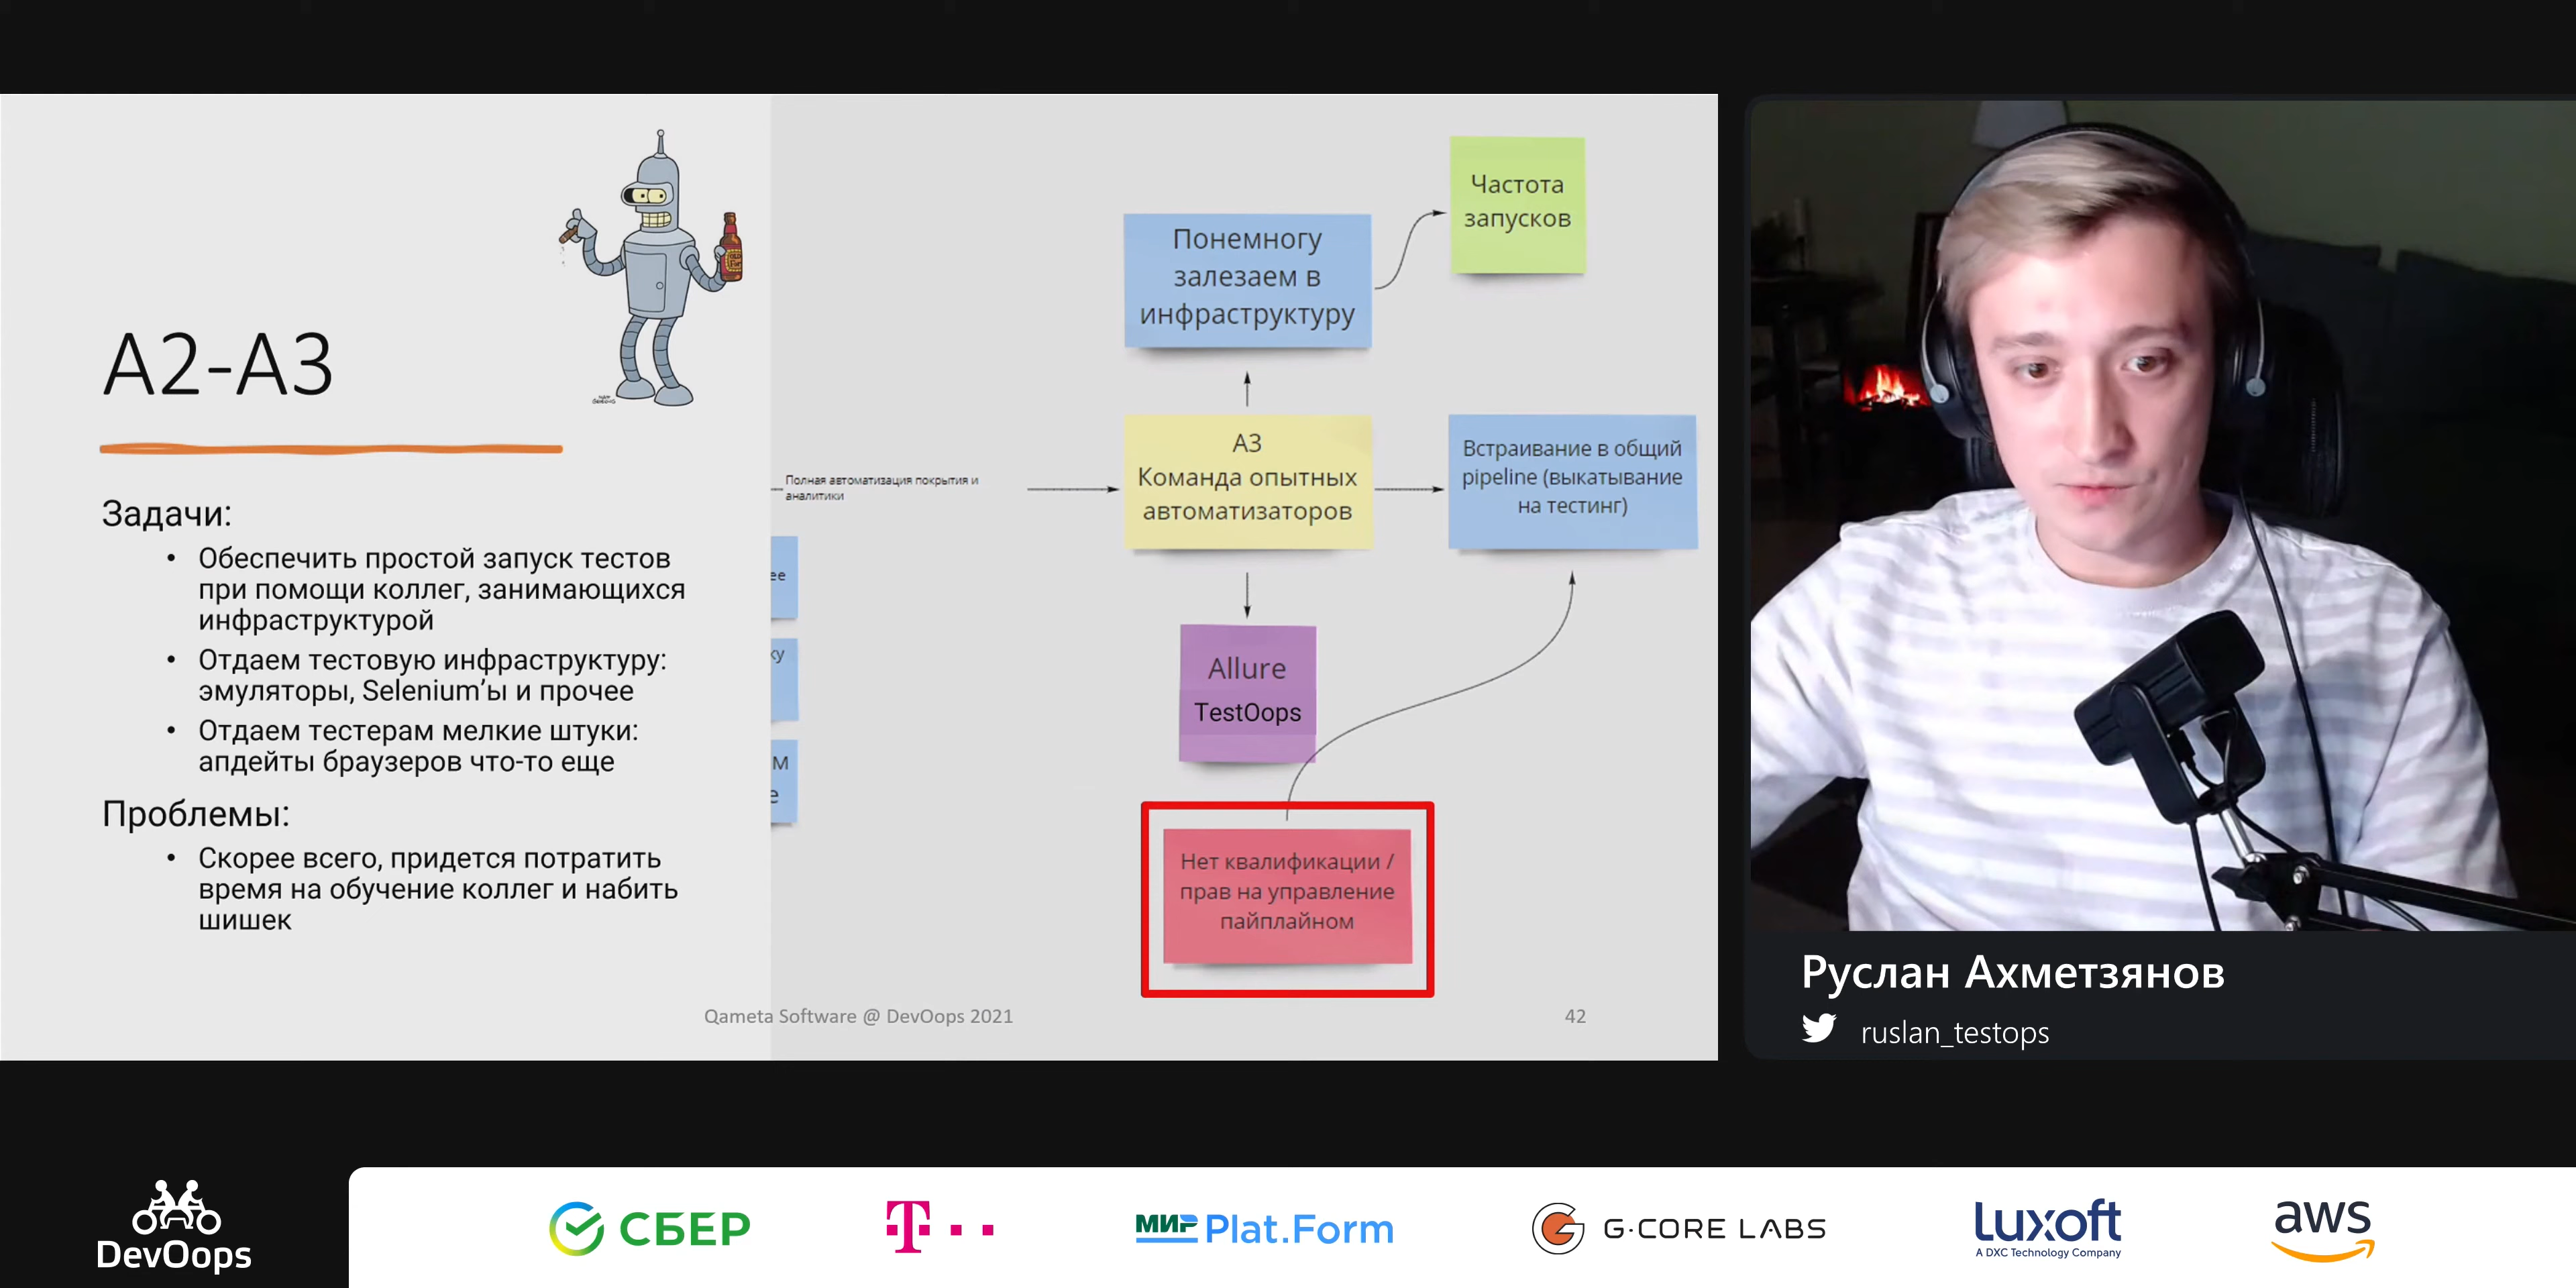 А2-А3
Задачи:
• Обеспечить простой запуск тестов
при помощи коллег, занимающихся
инфраструктурой
• Отдаем тестовую инфраструктуру:
эмуляторы, Selenium’ы и прочее
• Отдаем тестерам мелкие штуки:
апдейты браузеров что-то еще
Проблемы:
• Скорее всего, придется потратить
время на обучение коллег и набить
шишек
Частота
запусков
Понемногу
залезаем в
инфраструктуру
Полная автоматизация покрытия и
аналитики
А3
Команда опытных
автоматизаторов
Встраивание в общий
pipeline (выкатывание
на тестинг)
ее
ку
м
е
Allure
TestOops
Нет квалификации /
прав на управление
пайплайном
Qameta Software @ DevOops 2021
42
Руслан Ахметзянов
ruslan_testops
DevOops
СБЕР
T
МИР Plat.Form
G·CORE LABS
Luxoft
A DXC Technology Company
aws